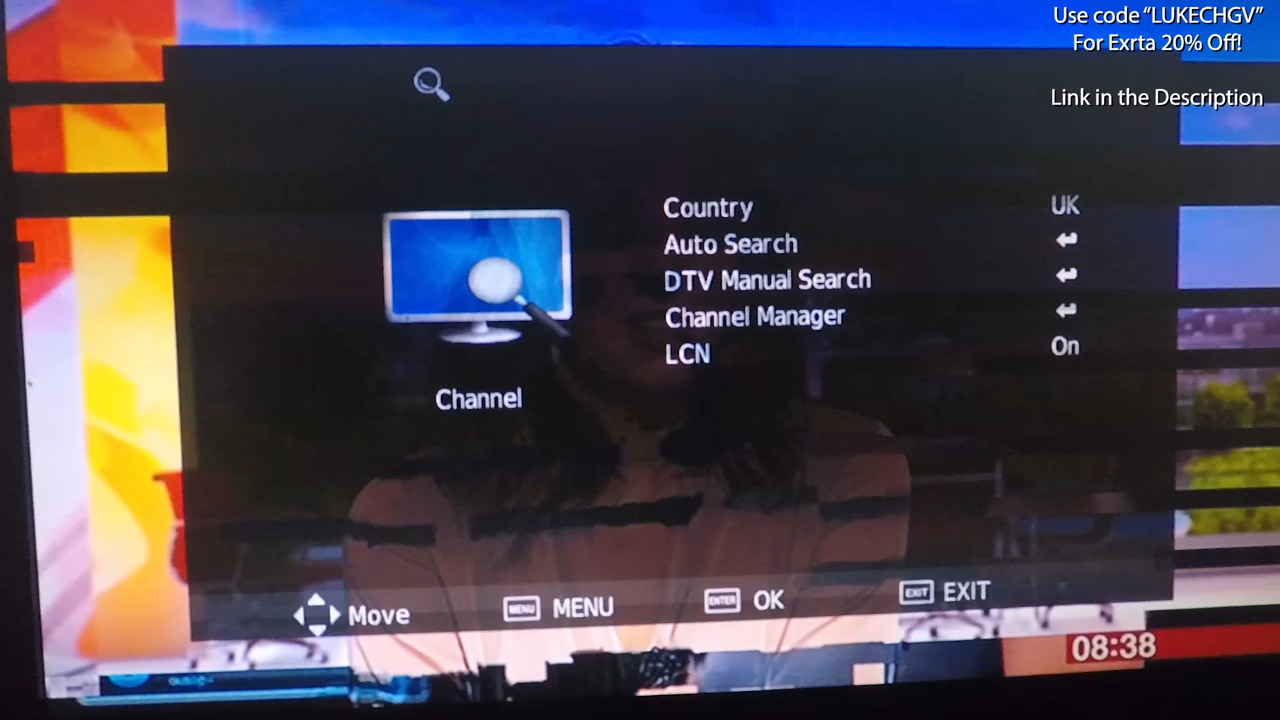 Use code “LUKECHGV”
For Exrta 20% Off!
Link in the Description
Country UK
Auto Search
DTV Manual Search
Channel Manager
LCN On
Channel
Move MENU MENU ENTER OK EXIT EXIT
08:38